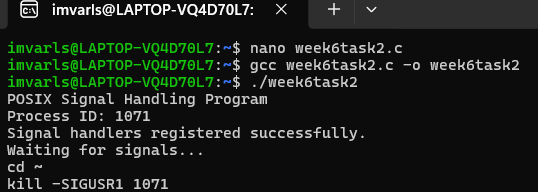 imvarls@LAPTOP-VQ4D70L7: ~
imvarls@LAPTOP-VQ4D70L7:~$ nano week6task2.c
imvarls@LAPTOP-VQ4D70L7:~$ gcc week6task2.c -o week6task2
imvarls@LAPTOP-VQ4D70L7:~$ ./week6task2
POSIX Signal Handling Program
Process ID: 1071
Signal handlers registered successfully.
Waiting for signals...
cd ~
kill -SIGUSR1 1071